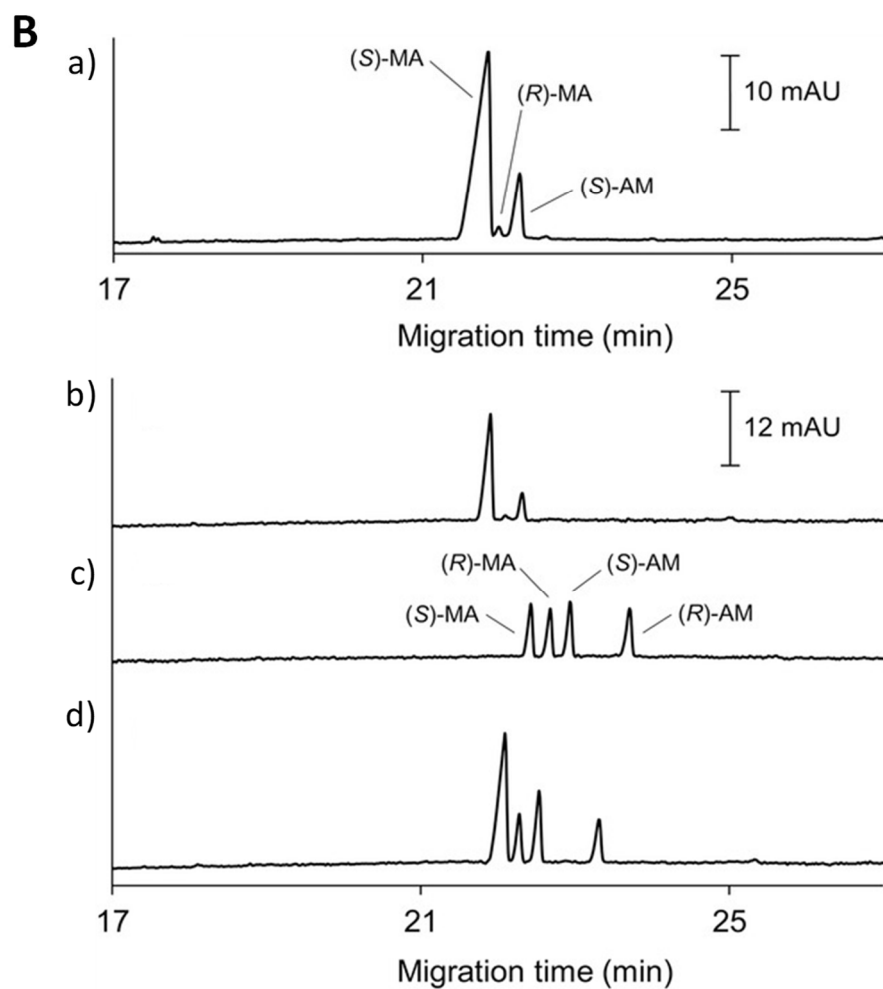 B
a)
(S)-MA
(R)-MA
10 mAU
(S)-AM
17 21 25
Migration time (min)
b)
12 mAU
c)
(R)-MA (S)-AM
(S)-MA (R)-AM
d)
17 21 25
Migration time (min)